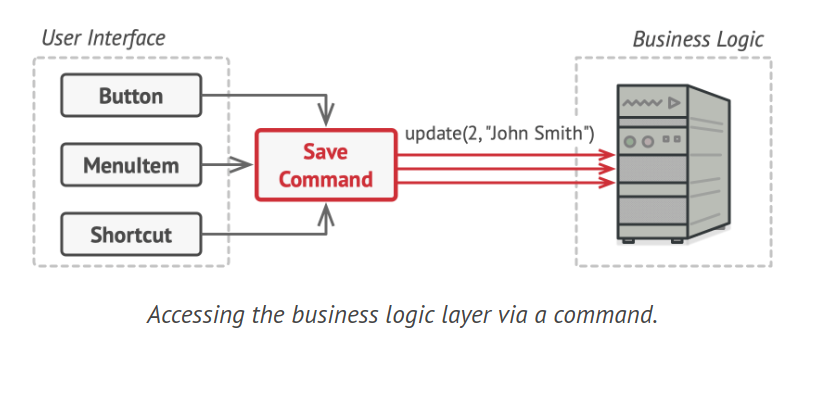 User Interface
Business Logic
Button
update(2, "John Smith")
Save
Command
MenuItem
Shortcut
Accessing the business logic layer via a command.